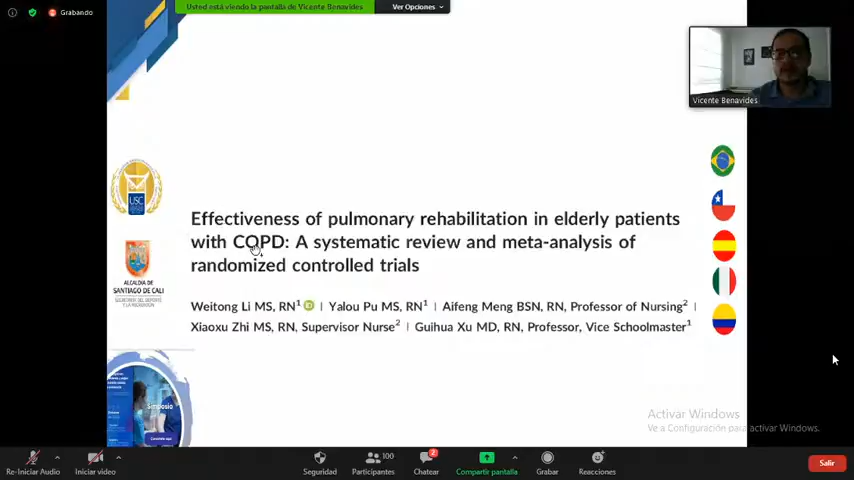 Grabando
Usted está viendo la pantalla de Vicente Benavides
Ver Opciones
Vicente Benavides
USC
ALCALDÍA DE
SANTIAGO DE CALI
Effectiveness of pulmonary rehabilitation in elderly patients
with COPD: A systematic review and meta-analysis of
randomized controlled trials
Weitong Li MS, RN1 iD | Yalou Pu MS, RN1 | Aifeng Meng BSN, RN, Professor of Nursing2 |
Xiaoxu Zhi MS, RN, Supervisor Nurse2 | Guihua Xu MD, RN, Professor, Vice Schoolmaster1
Simposio
Activar Windows
Ve a Configuración para activar Windows.
Re-Iniciar Audio
Iniciar video
Seguridad
100
Participantes
2
Chatear
Compartir pantalla
Grabar
Reacciones
Salir